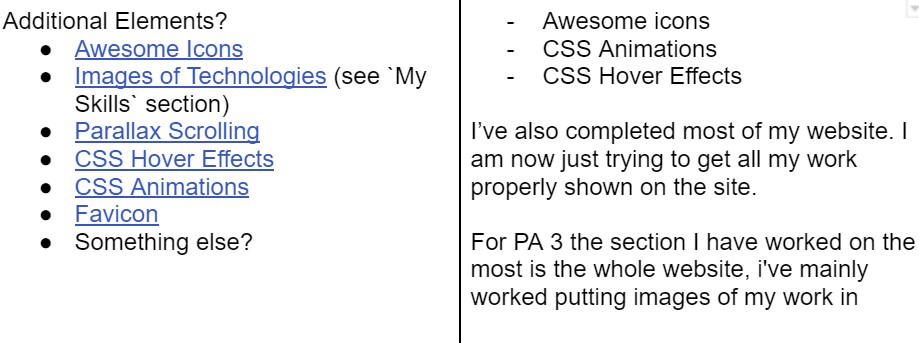 Additional Elements?
● Awesome Icons
● Images of Technologies (see `My
Skills` section)
● Parallax Scrolling
● CSS Hover Effects
● CSS Animations
● Favicon
● Something else?
- Awesome icons
- CSS Animations
- CSS Hover Effects
I’ve also completed most of my website. I
am now just trying to get all my work
properly shown on the site.
For PA 3 the section I have worked on the
most is the whole website, i've mainly
worked putting images of my work in